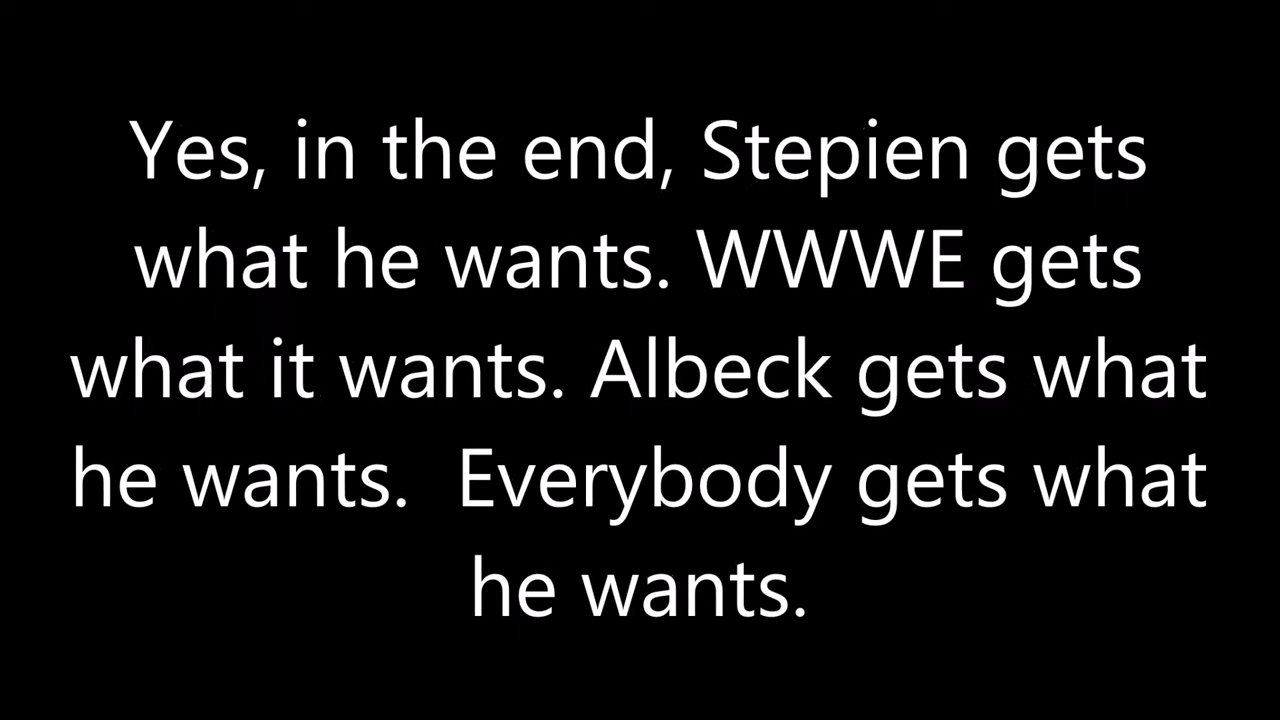 Yes, in the end, Stepien gets
what he wants. WWWE gets
what it wants. Albeck gets what
he wants.  Everybody gets what
he wants.